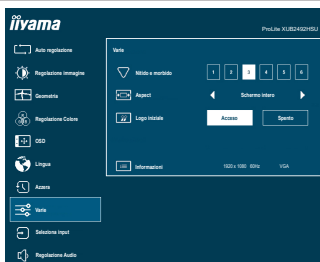 iiyama
ProLite XUB2492HSU
Auto regolazione
Regolazione immagine
Geometria
Regolazione Colore
OSD
Lingua
Azzera
Varie
Seleziona input
Regolazione Audio
Varie
Nitido e morbido
1 2 3 4 5 6
Aspect
Schermo intero
Logo iniziale
Acceso
Spento
Informazioni
1920 x 1080 60Hz VGA